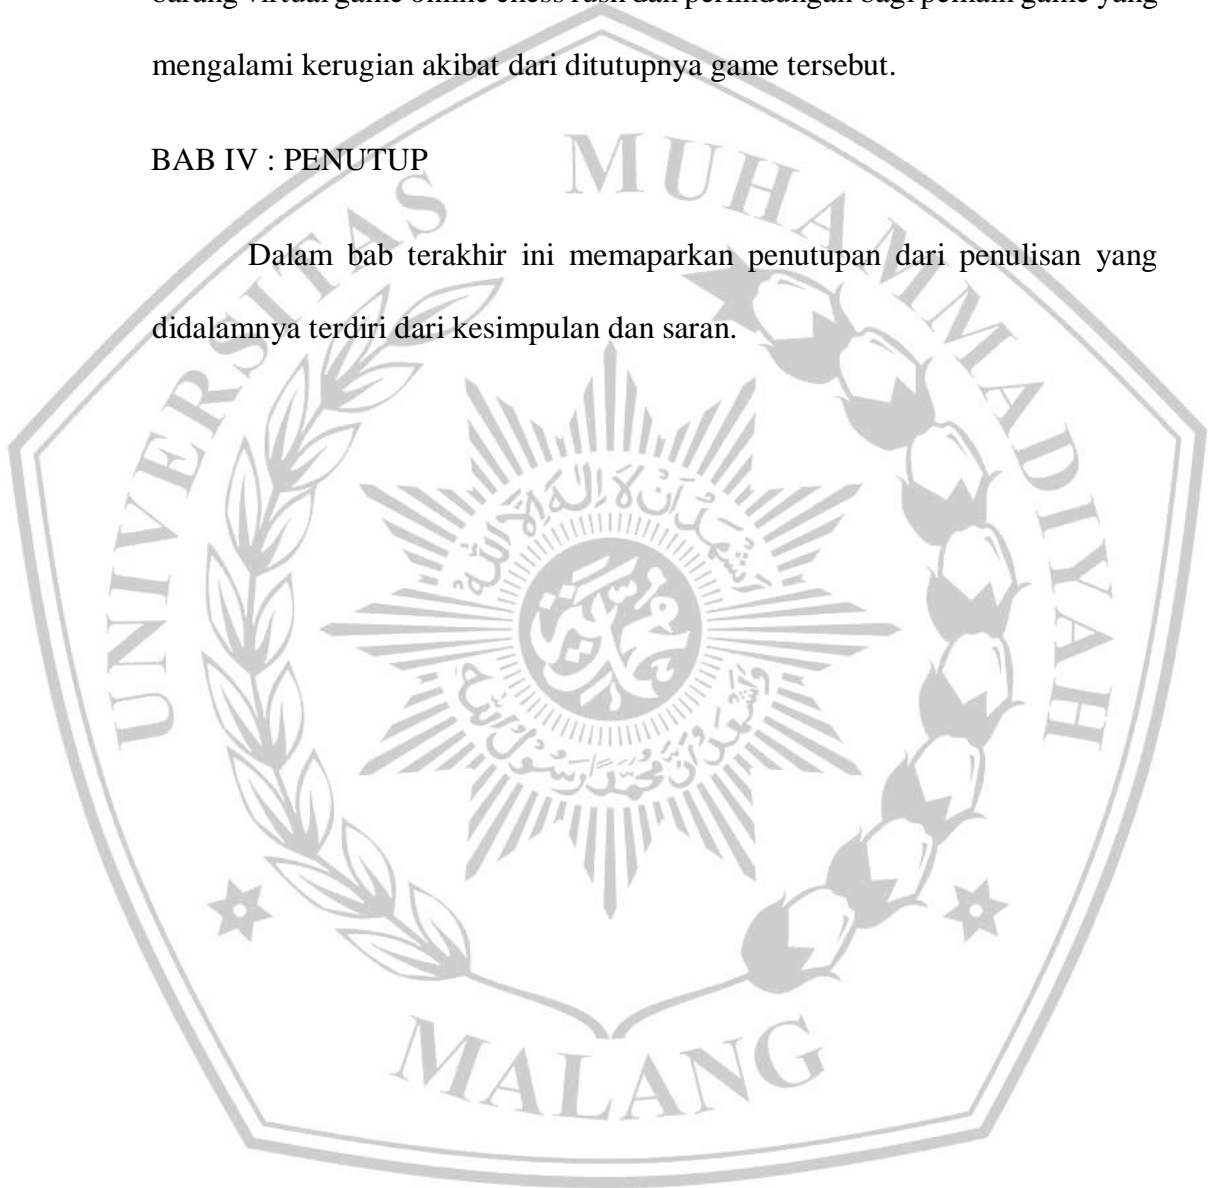 barang virtual game online chess rush dan perlindungan bagi pemain game yang
mengalami kerugian akibat dari ditutupnya game tersebut.
BAB IV : PENUTUP
Dalam bab terakhir ini memaparkan penutupan dari penulisan yang
didalamnya terdiri dari kesimpulan dan saran.
UNIVERSITAS MUHAMMADIYAH
MALANG